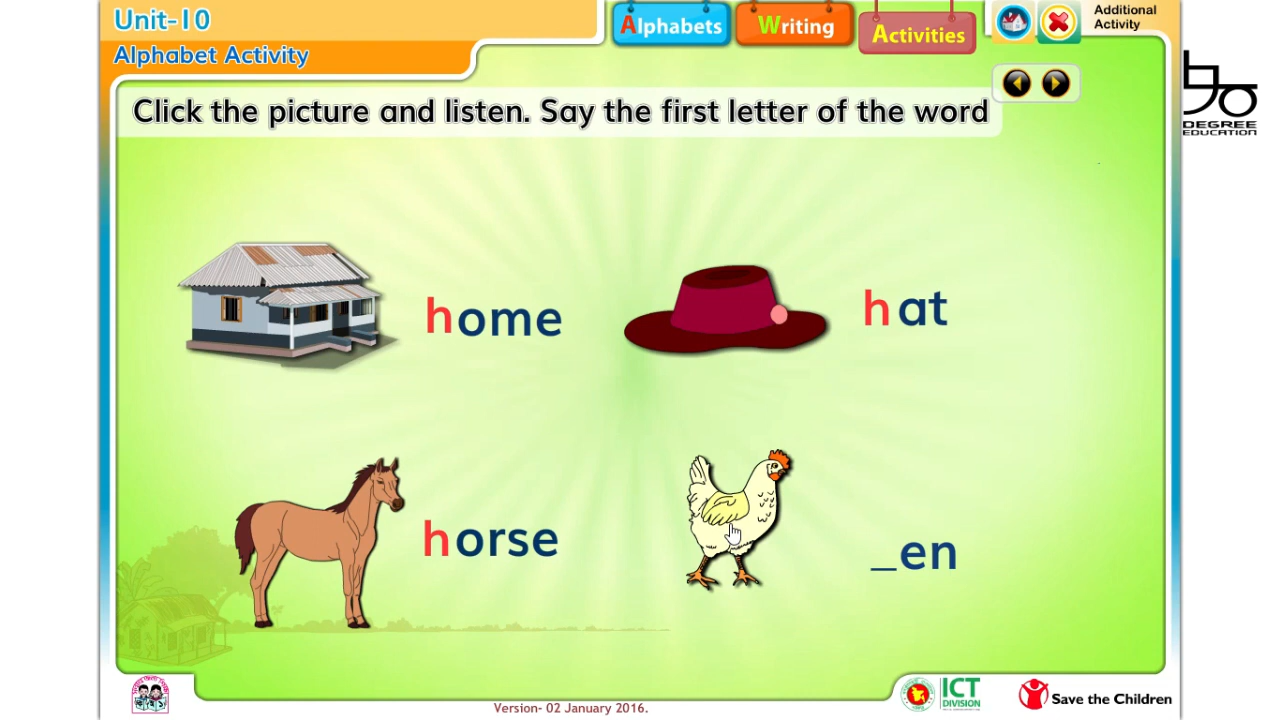 Unit-10
Alphabet Activity
Alphabets
Writing
Activities
Additional
Activity
DEGREE
EDUCATION
Click the picture and listen. Say the first letter of the word
home
hat
horse
_en
Version- 02 January 2016.
ICT
DIVISION
Save the Children